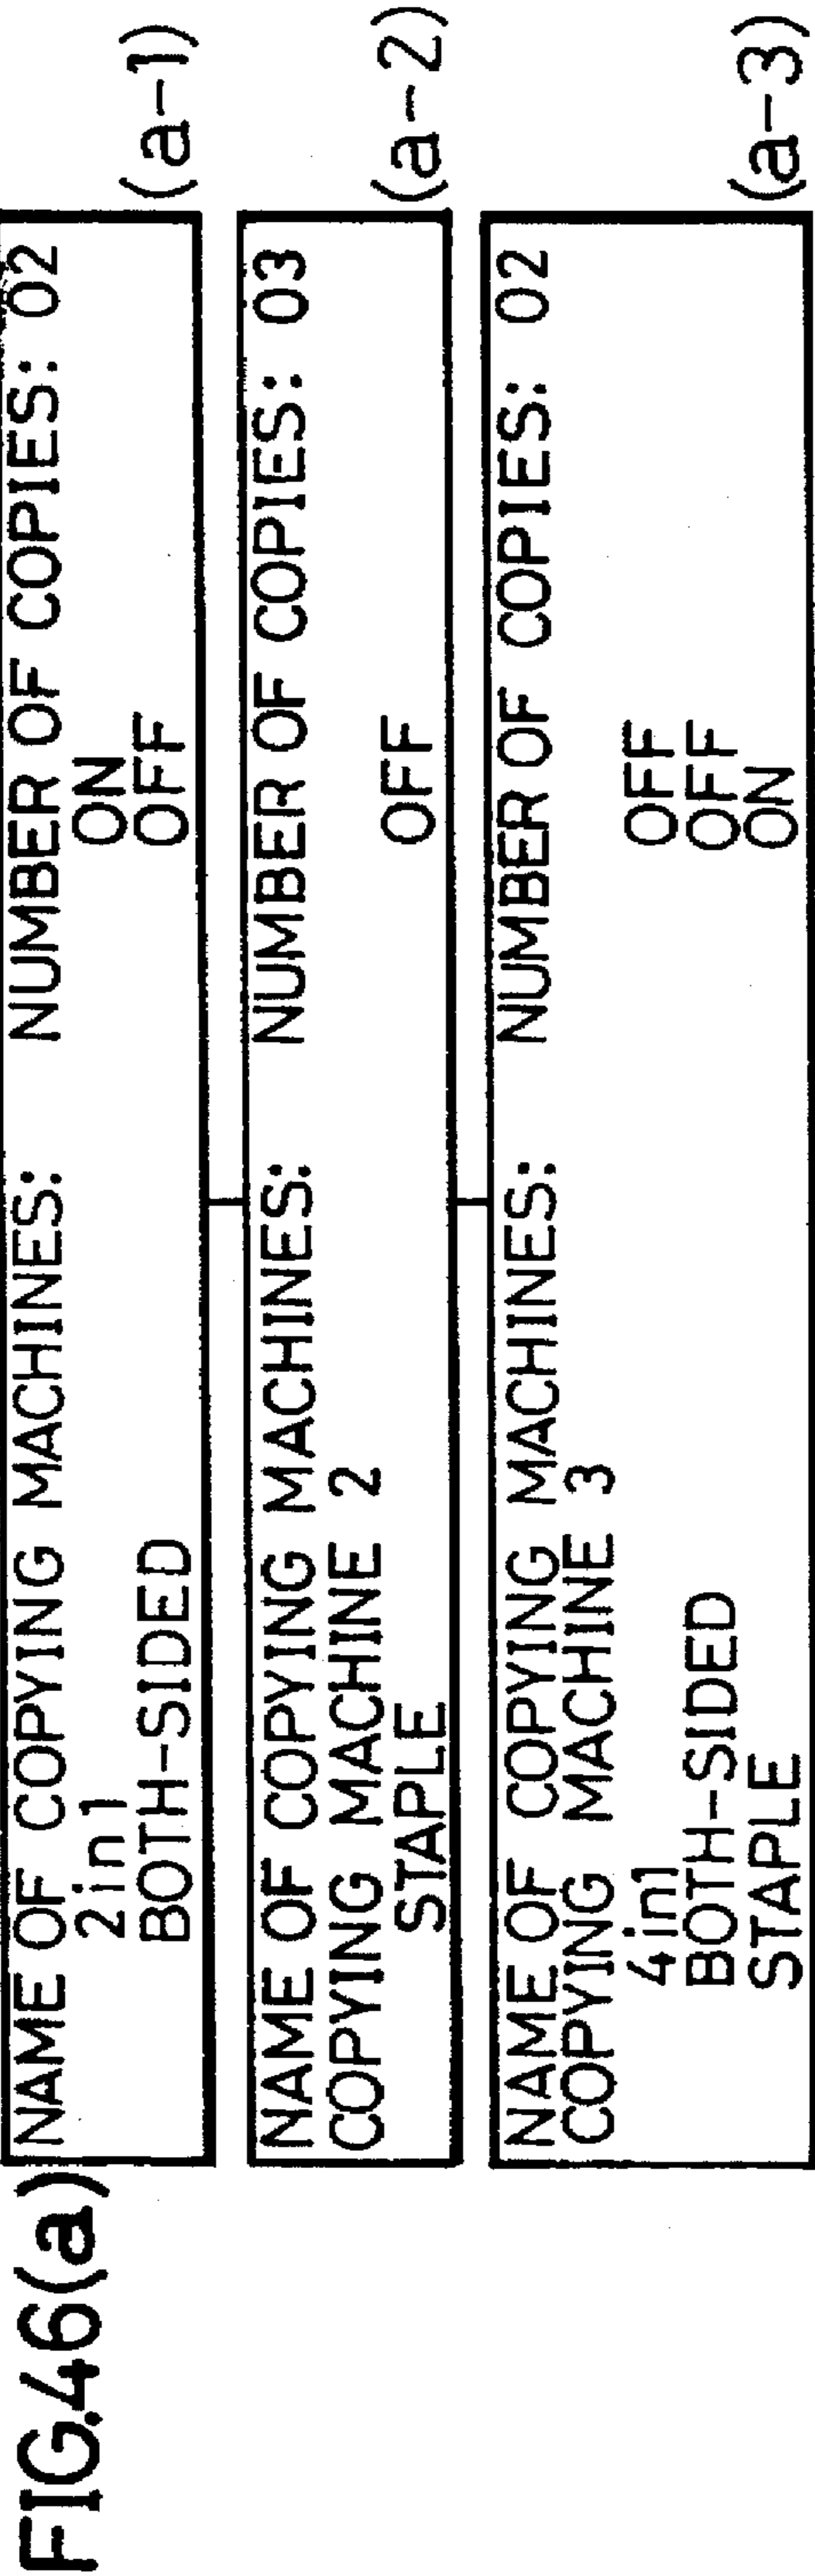 FIG.46(a)
NAME OF COPYING MACHINES: NUMBER OF COPIES: 02
2in1 ON
BOTH-SIDED OFF
(a-1)
NAME OF COPYING MACHINES: NUMBER OF COPIES: 03
COPYING MACHINE 2
STAPLE OFF
(a-2)
NAME OF COPYING MACHINES: NUMBER OF COPIES: 02
COPYING MACHINE 3
4in1 OFF
BOTH-SIDED OFF
STAPLE ON
(a-3)